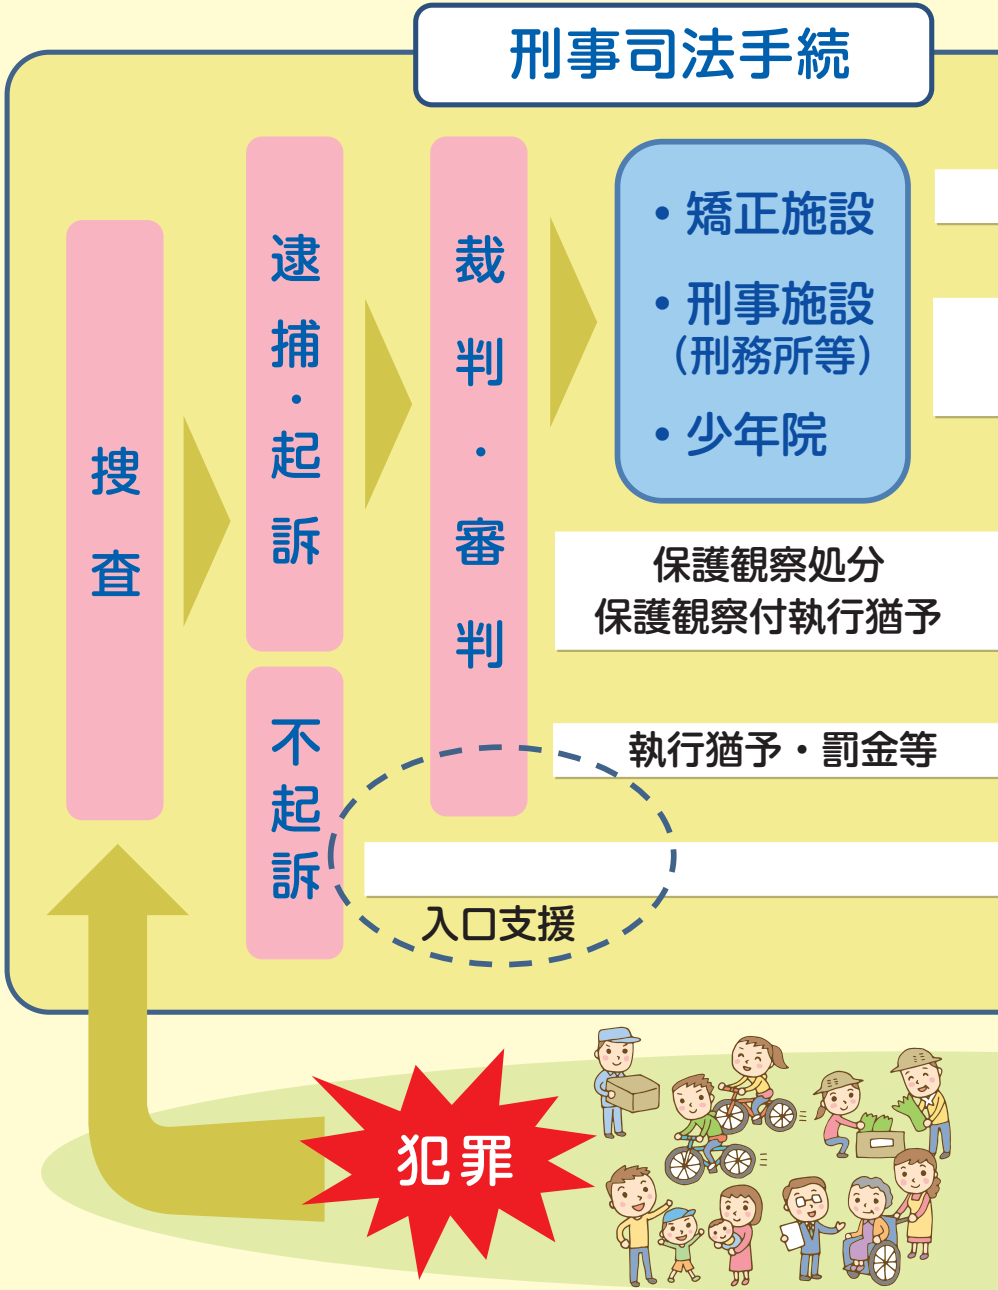 刑事司法手続
捜査
逮捕・起訴
不起訴
裁判・審判
・矯正施設
・刑事施設
（刑務所等）
・少年院
保護観察処分
保護観察付執行猶予
執行猶予・罰金等
入口支援
犯罪